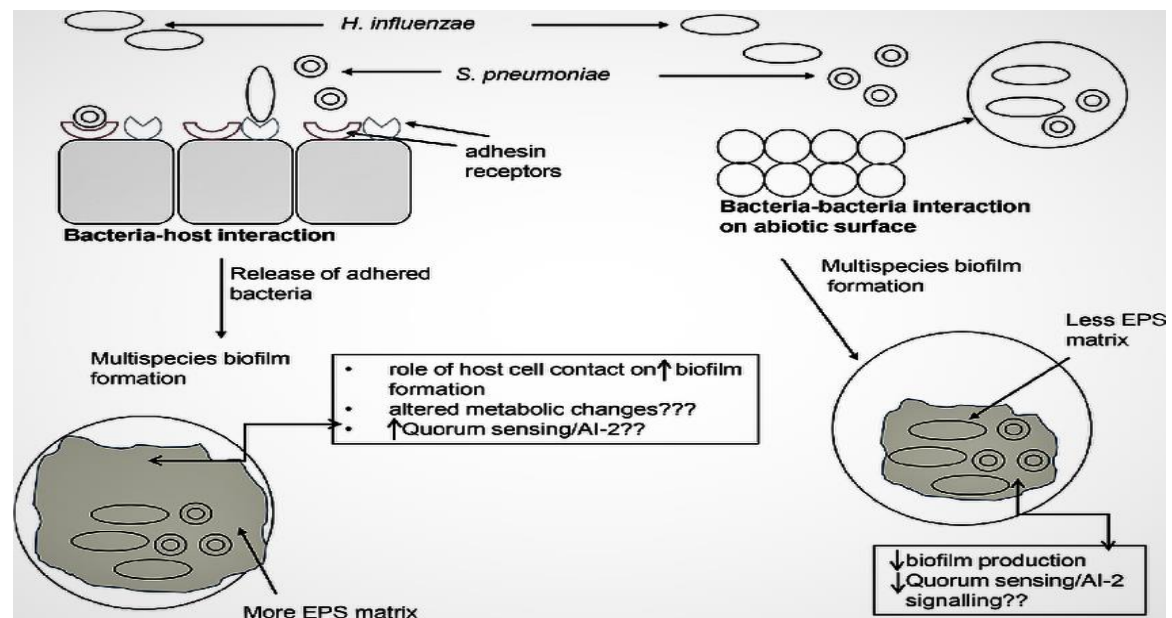 H. influenzae
S. pneumoniae
adhesin
receptors
Bacteria-host interaction
Bacteria-bacteria interaction
on abiotic surface
Release of adhered
bacteria
Multispecies biofilm
formation
Multispecies biofilm
formation
Less EPS
matrix
• role of host cell contact on↑ biofilm
formation
• altered metabolic changes???
• ↑Quorum sensing/AI-2??
More EPS matrix
↓biofilm production
↓Quorum sensing/AI-2
signalling??